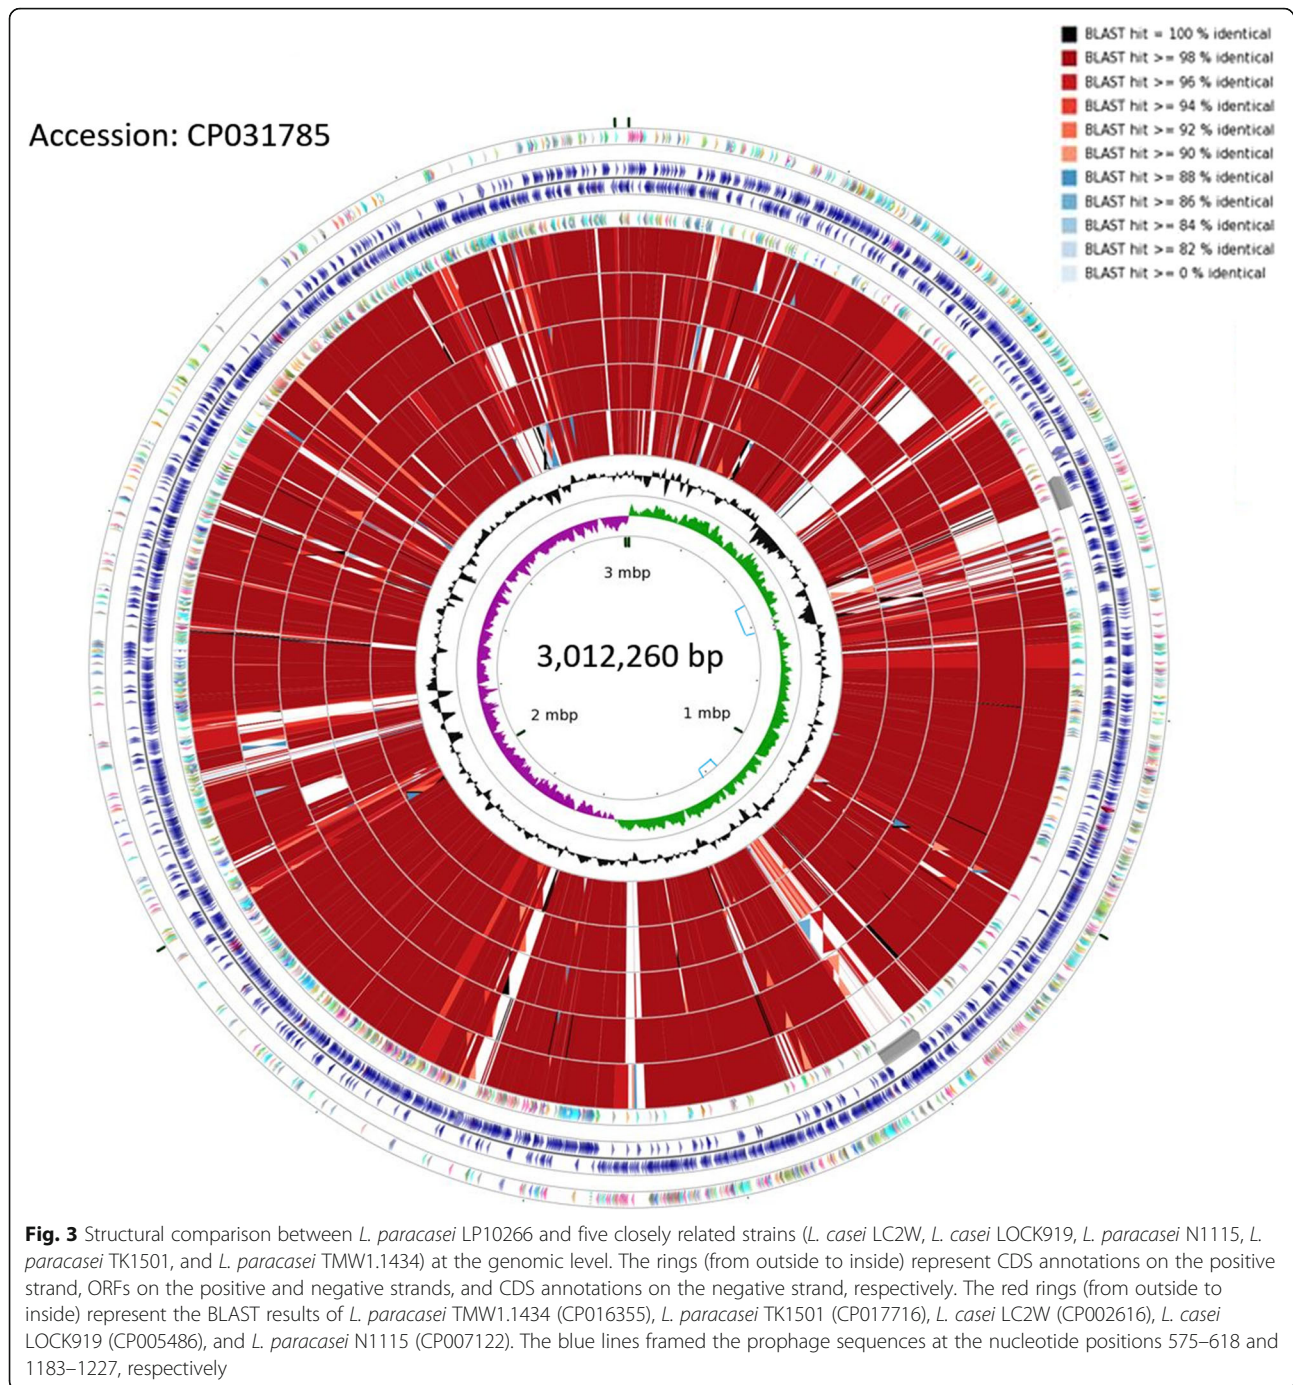 BLAST hit = 100 % identical
BLAST hit >= 98 % identical
BLAST hit >= 96 % identical
BLAST hit >= 94 % identical
BLAST hit >= 92 % identical
BLAST hit >= 90 % identical
BLAST hit >= 88 % identical
BLAST hit >= 86 % identical
BLAST hit >= 84 % identical
BLAST hit >= 82 % identical
BLAST hit >= 0 % identical
Accession: CP031785
3 mbp
3,012,260 bp
2 mbp
1 mbp
Fig. 3 Structural comparison between L. paracasei LP10266 and five closely related strains (L. casei LC2W, L. casei LOCK919, L. paracasei N1115, L.
paracasei TK1501, and L. paracasei TMW1.1434) at the genomic level. The rings (from outside to inside) represent CDS annotations on the positive
strand, ORFs on the positive and negative strands, and CDS annotations on the negative strand, respectively. The red rings (from outside to
inside) represent the BLAST results of L. paracasei TMW1.1434 (CP016355), L. paracasei TK1501 (CP017716), L. casei LC2W (CP002616), L. casei
LOCK919 (CP005486), and L. paracasei N1115 (CP007122). The blue lines framed the prophage sequences at the nucleotide positions 575–618 and
1183–1227, respectively